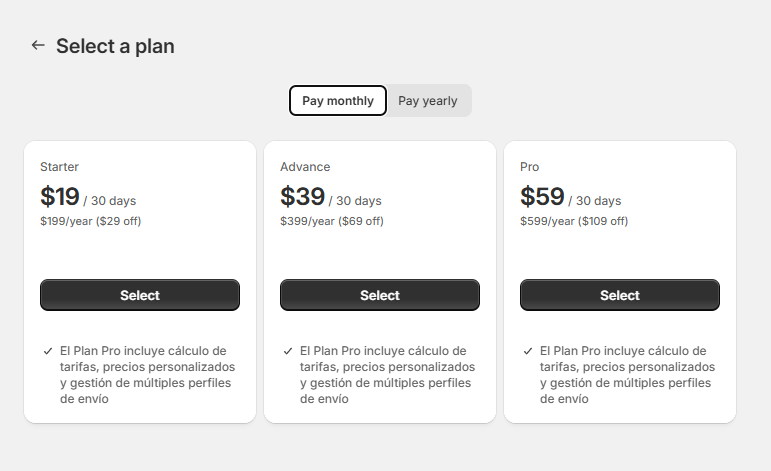 Select a plan
Pay monthly
Pay yearly
Starter
$19 / 30 days
$199/year ($29 off)
Select
El Plan Pro incluye cálculo de
tarifas, precios personalizados
y gestión de múltiples perfiles
de envío
Advance
$39 / 30 days
$399/year ($69 off)
Select
El Plan Pro incluye cálculo de
tarifas, precios personalizados
y gestión de múltiples perfiles
de envío
Pro
$59 / 30 days
$599/year ($109 off)
Select
El Plan Pro incluye cálculo de
tarifas, precios personalizados
y gestión de múltiples perfiles
de envío